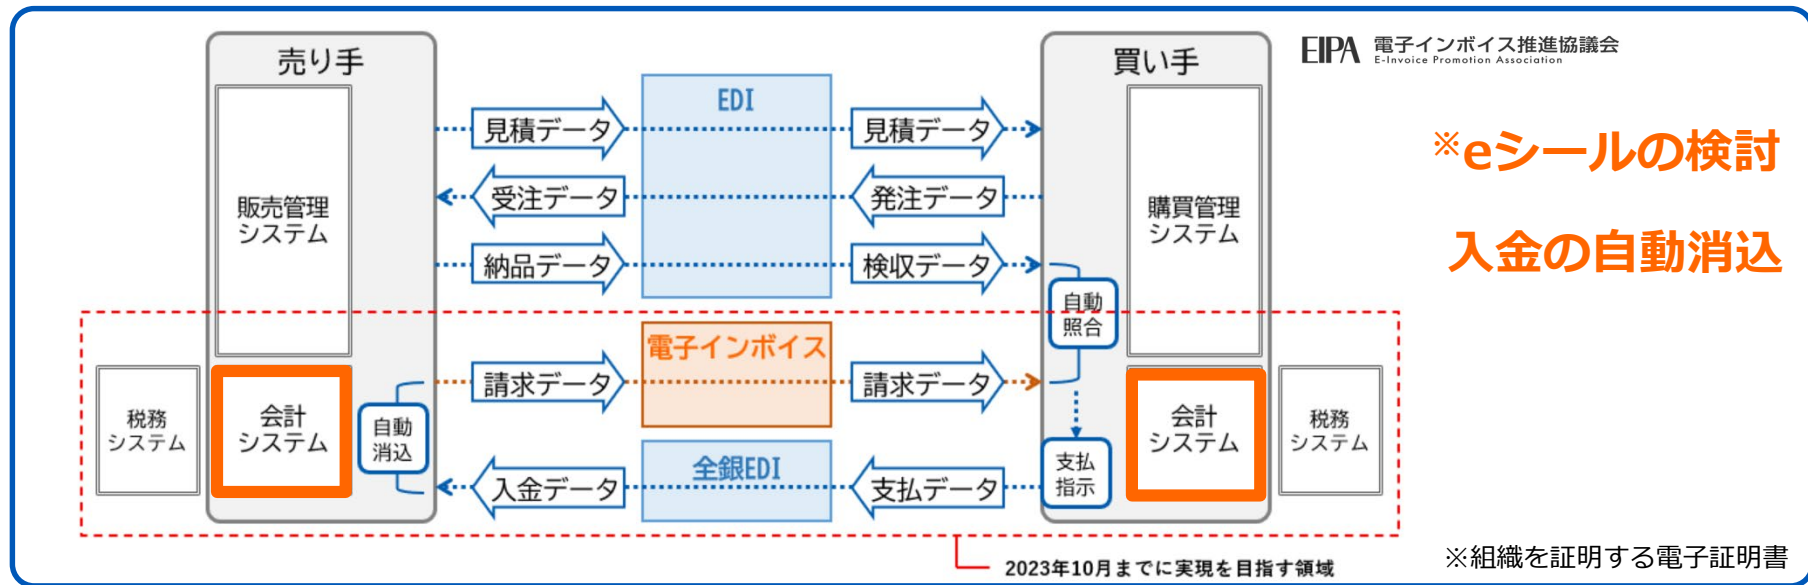 売り手
買い手
EIPA 電子インボイス推進協議会
E-Invoice Promotion Association
EDI
見積データ
見積データ
※eシールの検討
販売管理
システム
受注データ
発注データ
購買管理
システム
入金の自動消込
納品データ
検収データ
自動
照合
電子インボイス
請求データ
請求データ
税務
システム
会計
システム
自動
消込
会計
システム
税務
システム
全銀EDI
入金データ
支払データ
支払
指示
2023年10月までに実現を目指す領域
※組織を証明する電子証明書